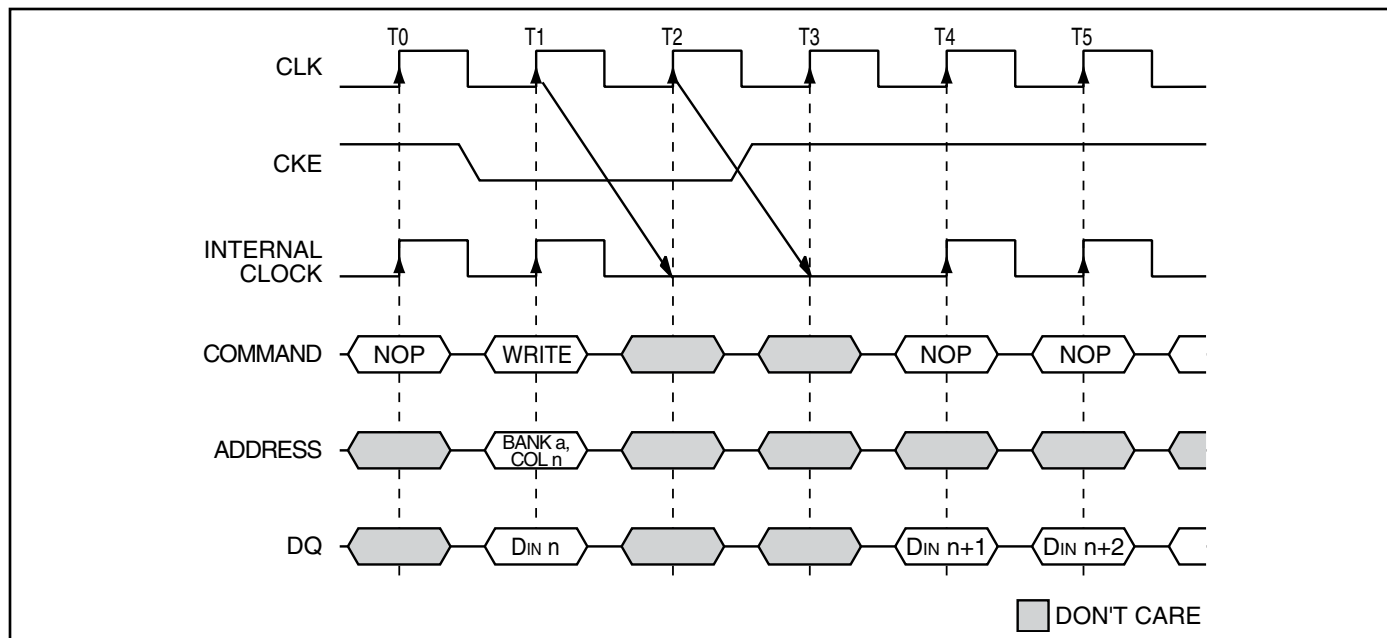 T0 T1 T2 T3 T4 T5
CLK
CKE
INTERNAL
CLOCK
COMMAND NOP WRITE NOP NOP
ADDRESS BANK a,
COL n
DQ DIN n DIN n+1 DIN n+2
DON'T CARE